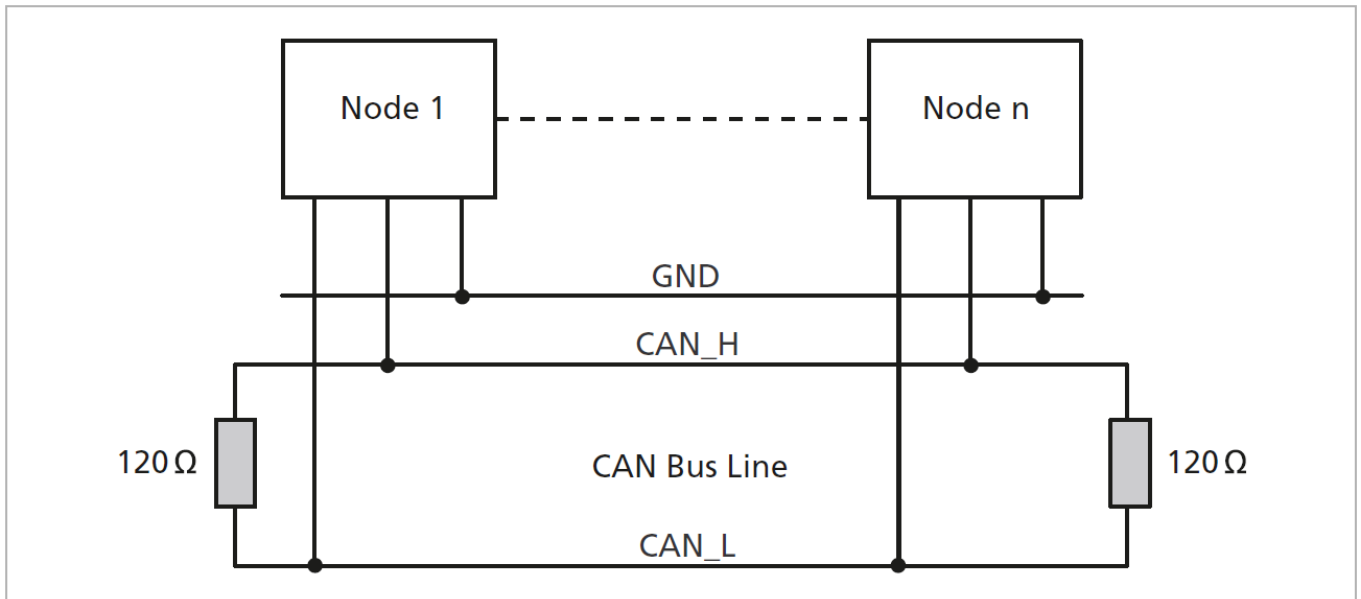 Node 1
Node n
GND
CAN_H
120 Ω
CAN Bus Line
120 Ω
CAN_L